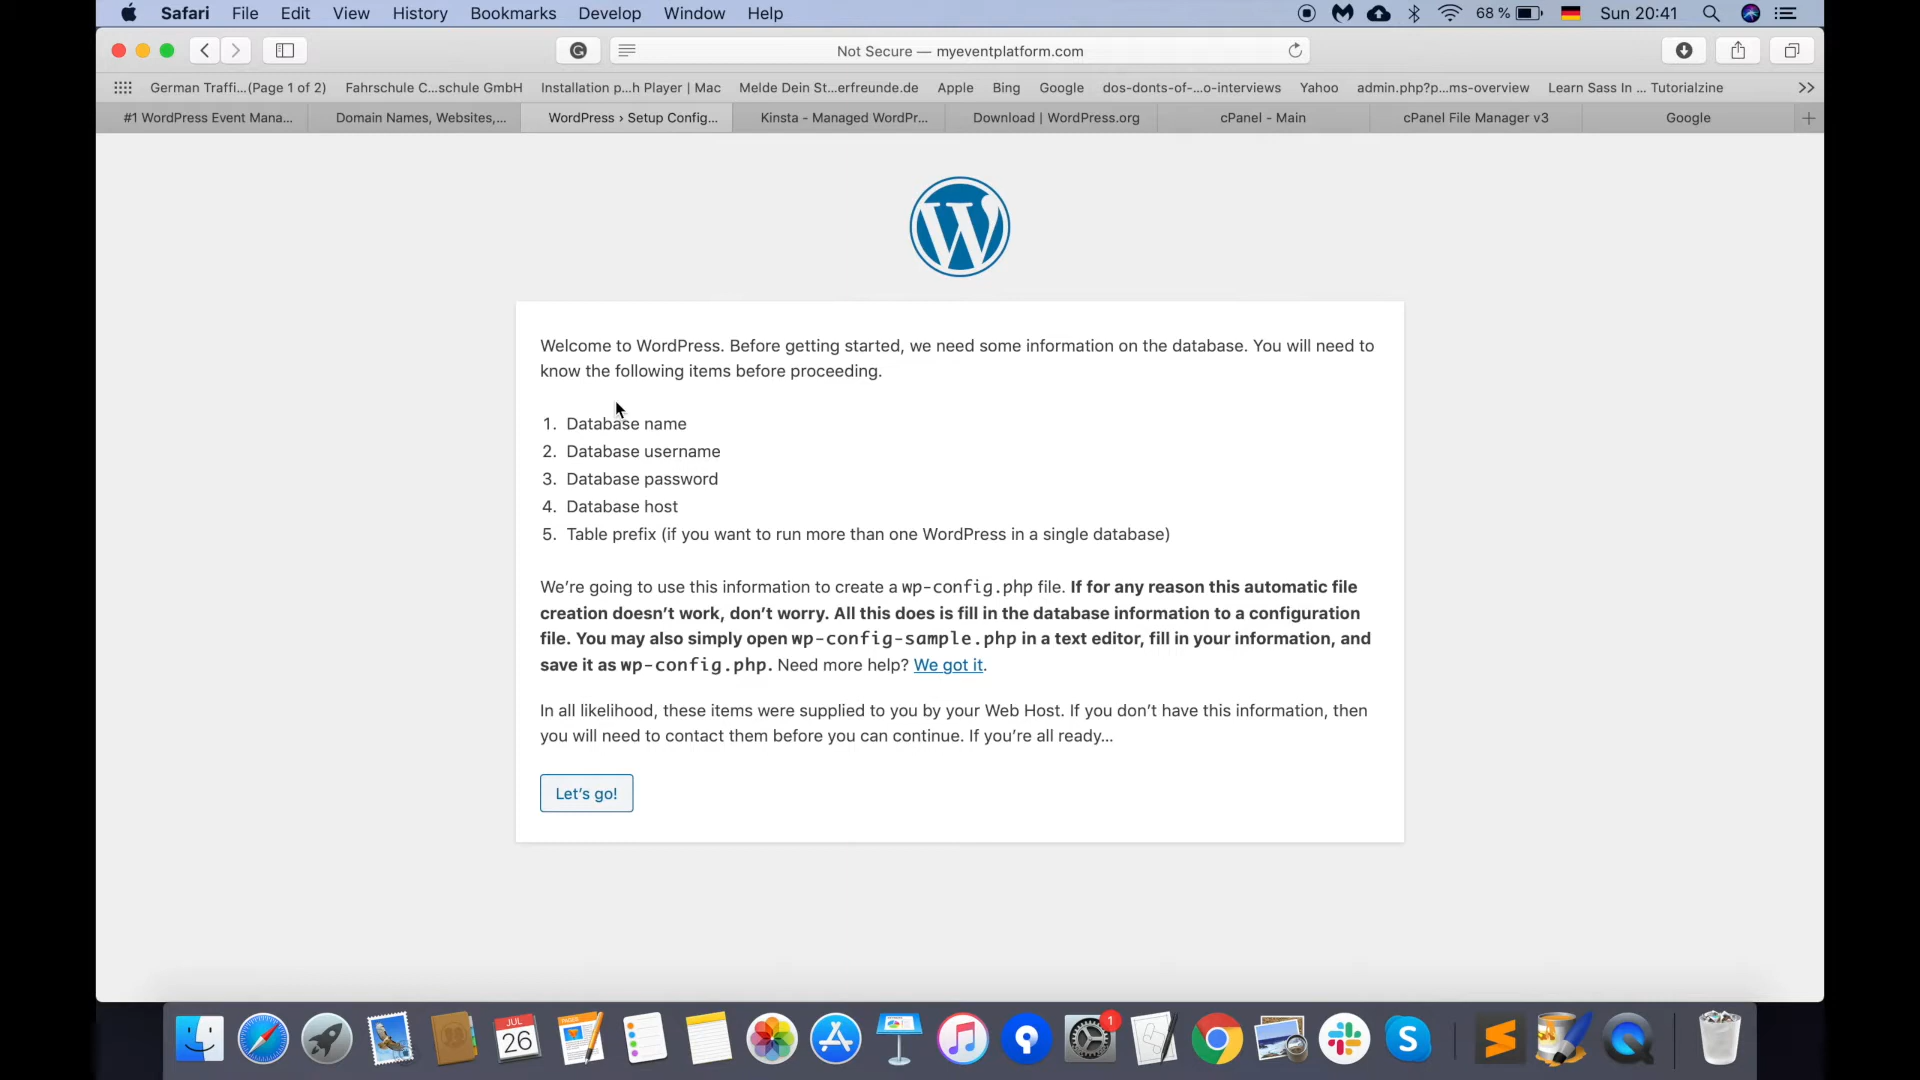 Safari File Edit View History Bookmarks Develop Window Help 68 % Sun 20:41
Not Secure — myeventplatform.com
German Traffi...(Page 1 of 2) Fahrschule C...schule GmbH Installation p...h Player | Mac Melde Dein St...erfreunde.de Apple Bing Google dos-donts-of-...o-interviews Yahoo admin.php?p...ms-overview Learn Sass In ... Tutorialzine
#1 WordPress Event Mana... Domain Names, Websites,... WordPress › Setup Config... Kinsta - Managed WordPr... Download | WordPress.org cPanel - Main cPanel File Manager v3 Google
Welcome to WordPress. Before getting started, we need some information on the database. You will need to
know the following items before proceeding.
1. Database name
2. Database username
3. Database password
4. Database host
5. Table prefix (if you want to run more than one WordPress in a single database)
We’re going to use this information to create a wp-config.php file. If for any reason this automatic file
creation doesn’t work, don’t worry. All this does is fill in the database information to a configuration
file. You may also simply open wp-config-sample.php in a text editor, fill in your information, and
save it as wp-config.php. Need more help? We got it.
In all likelihood, these items were supplied to you by your Web Host. If you don’t have this information, then
you will need to contact them before you can continue. If you’re all ready...
Let’s go!
JUL
26
PAGES
1